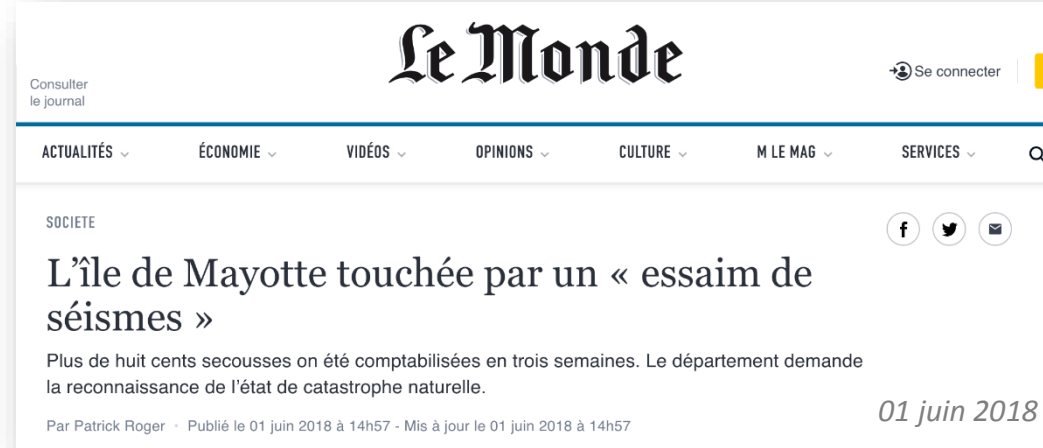 Le Monde
Consulter
le journal
Se connecter
ACTUALITÉS
ÉCONOMIE
VIDÉOS
OPINIONS
CULTURE
M LE MAG
SERVICES
SOCIETE
L’île de Mayotte touchée par un « essaim de
séismes »
Plus de huit cents secousses on été comptabilisées en trois semaines. Le département demande
la reconnaissance de l’état de catastrophe naturelle.
Par Patrick Roger • Publié le 01 juin 2018 à 14h57 - Mis à jour le 01 juin 2018 à 14h57
01 juin 2018